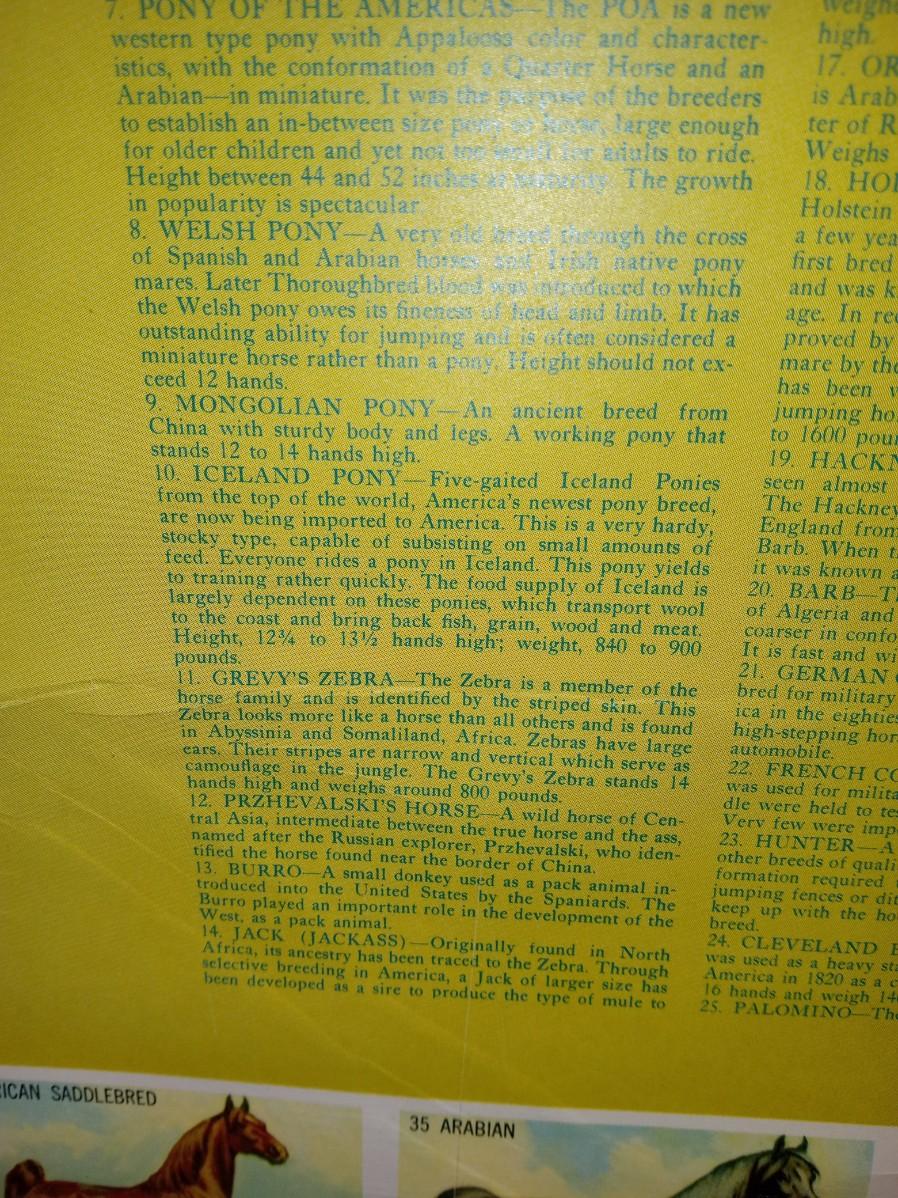 7. PONY OF THE AMERICAS—The POA is a new
western type pony with Appaloosa color and character-
istics, with the conformation of a Quarter Horse and an
Arabian—in miniature. It was the purpose of the breeders
to establish an in-between size pony or horse, large enough
for older children and yet not too small for adults to ride.
Height between 44 and 52 inches at maturity. The growth
in popularity is spectacular.
8. WELSH PONY—A very old breed through the cross
of Spanish and Arabian horses and Irish native pony
mares. Later Thoroughbred blood was introduced to which
the Welsh pony owes its fineness of head and limb. It has
outstanding ability for jumping and is often considered a
miniature horse rather than a pony. Height should not ex-
ceed 12 hands.
9. MONGOLIAN PONY—An ancient breed from
China with sturdy body and legs. A working pony that
stands 12 to 14 hands high.
10. ICELAND PONY—Five-gaited Iceland Ponies
from the top of the world, America's newest pony breed,
are now being imported to America. This is a very hardy,
stocky type, capable of subsisting on small amounts of
feed. Everyone rides a pony in Iceland. This pony yields
to training rather quickly. The food supply of Iceland is
largely dependent on these ponies, which transport wool
to the coast and bring back fish, grain, wood and meat.
Height, 12¾ to 13½ hands high; weight, 840 to 900
pounds.
11. GREVY'S ZEBRA—The Zebra is a member of the
horse family and is identified by the striped skin. This
Zebra looks more like a horse than all others and is found
in Abyssinia and Somaliland, Africa. Zebras have large
ears. Their stripes are narrow and vertical which serve as
camouflage in the jungle. The Grevy's Zebra stands 14
hands high and weighs around 800 pounds.
12. PRZHEVALSKI'S HORSE—A wild horse of Cen-
tral Asia, intermediate between the true horse and the ass,
named after the Russian explorer, Przhevalski, who iden-
tified the horse found near the border of China.
13. BURRO—A small donkey used as a pack animal in-
troduced into the United States by the Spaniards. The
Burro played an important role in the development of the
West, as a pack animal.
14. JACK (JACKASS)—Originally found in North
Africa, its ancestry has been traced to the Zebra. Through
selective breeding in America, a Jack of larger size has
been developed as a sire to produce the type of mule to
high.
17.
is Arab
ter of
Weighs
18.
Holstein
a few
first bred
and was
age. In
proved by
mare by
has been
jumping
to 1600
19.
seen almost
The Hackney
England from
Barb. When
it was known
20. BARB—
of Algeria and
coarser in
It is fast and
21. GERMAN
bred for military
ica in the eighties
high-stepping
automobile.
22. FRENCH
was used for
dle were held to
Very few were
23. HUNTER—A
other breeds of
formation required
jumping fences or
keep up with the
breed.
24. CLEVELAND
was used as a heavy
America in 1820 as a
16 hands and weigh
25. PALOMINO—
SADDLEBRED
35 ARABIAN